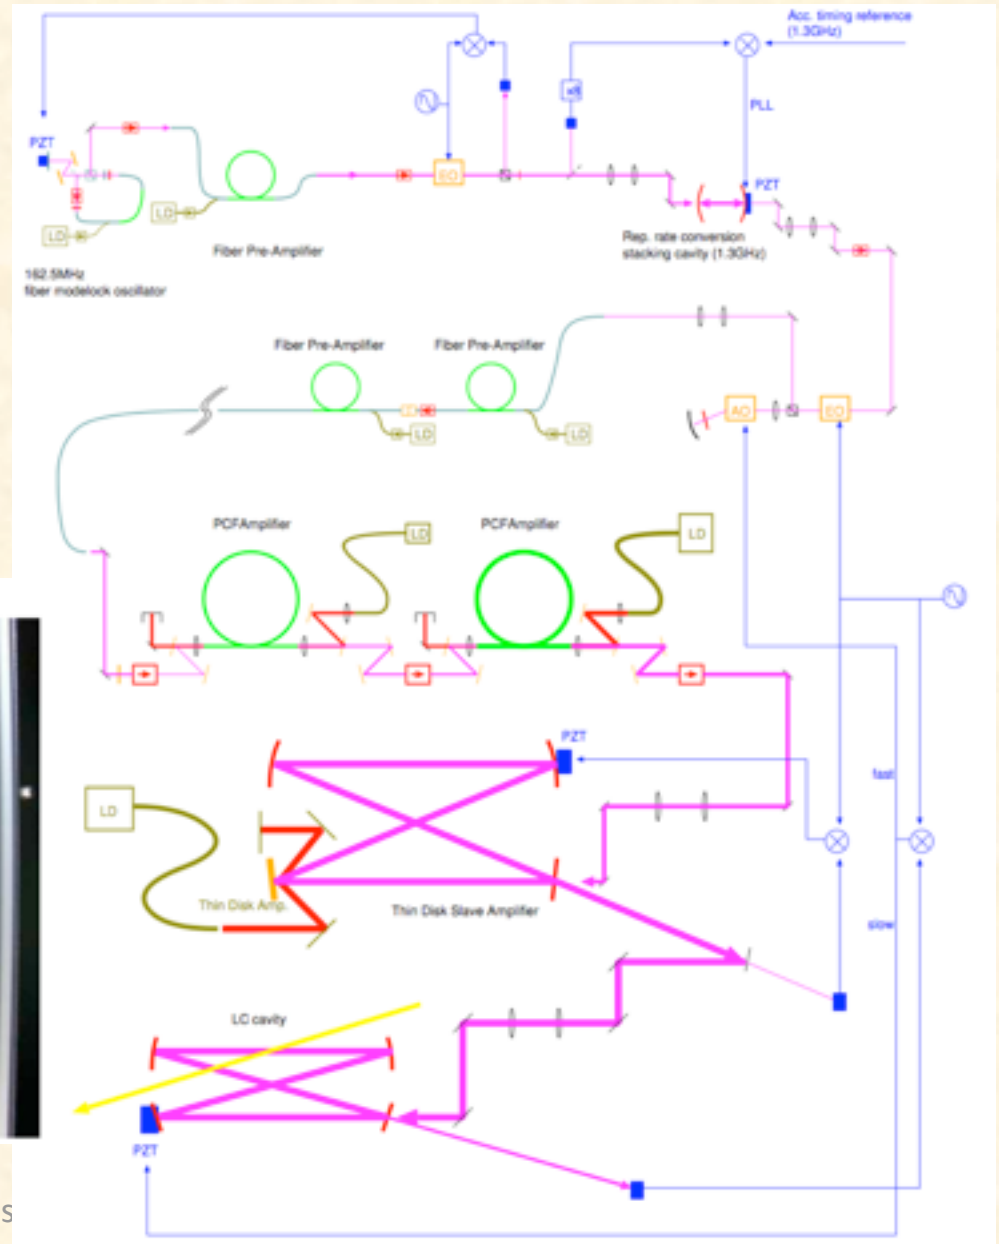 Acc. timing reference
(1.3GHz)
x8
PLL
PZT
EO
PZT
LD
LD
Fiber Pre-Amplifier
Rep. rate conversion
stacking cavity (1.3GHz)
162.5MHz
fiber modelock oscillator
Fiber Pre-Amplifier
Fiber Pre-Amplifier
AO
EO
LD
LD
PCFAmplifier
PCFAmplifier
LD
LD
PZT
fast
LD
Thin Disk Amp.
Thin Disk Slave Amplifier
slow
LC cavity
PZT
S